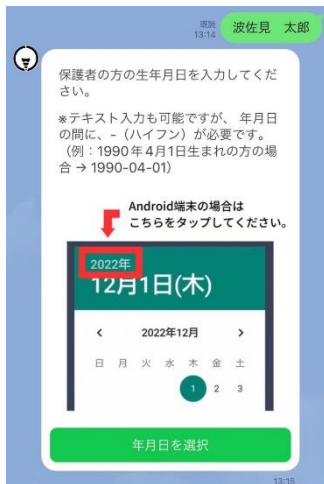 既読
13:14
波佐見 太郎
保護者の方の生年月日を入力してくだ
さい。
※テキスト入力も可能ですが、 年月日
の間に、-（ハイフン）が必要です。
（例：1990年4月1日生まれの方の場
合 → 1990-04-01）
Android端末の場合は
こちらをタップしてください。
2022年
12月1日(木)
< 2022年12月 >
日 月 火 水 木 金 土
1 2 3
年月日を選択
13:15